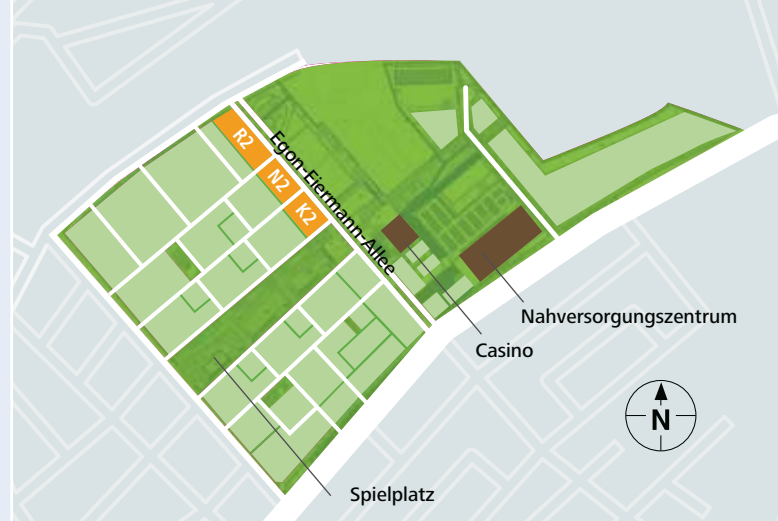 R2
N2
K2
Egon-Eiermann-Allee
Nahversorgungszentrum
Casino
N
Spielplatz